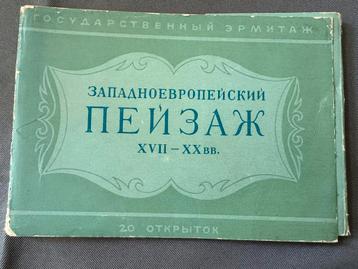 ГОСУДАРСТВЕННЫЙ ЭРМИТАЖ
ЗАПАДНОЕВРОПЕЙСКИЙ
ПЕЙЗАЖ
XVII – XX ВВ.
20 ОТКРЫТОК